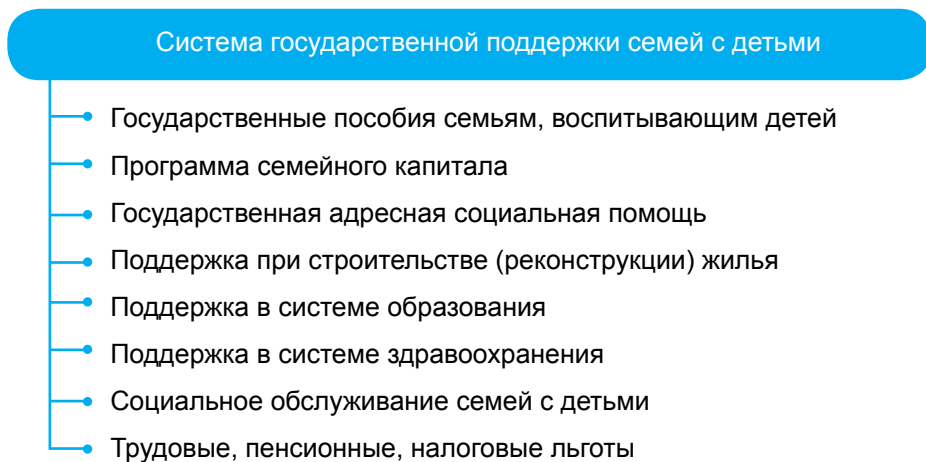 Система государственной поддержки семей с детьми
Государственные пособия семьям, воспитывающим детей
Программа семейного капитала
Государственная адресная социальная помощь
Поддержка при строительстве (реконструкции) жилья
Поддержка в системе образования
Поддержка в системе здравоохранения
Социальное обслуживание семей с детьми
Трудовые, пенсионные, налоговые льготы